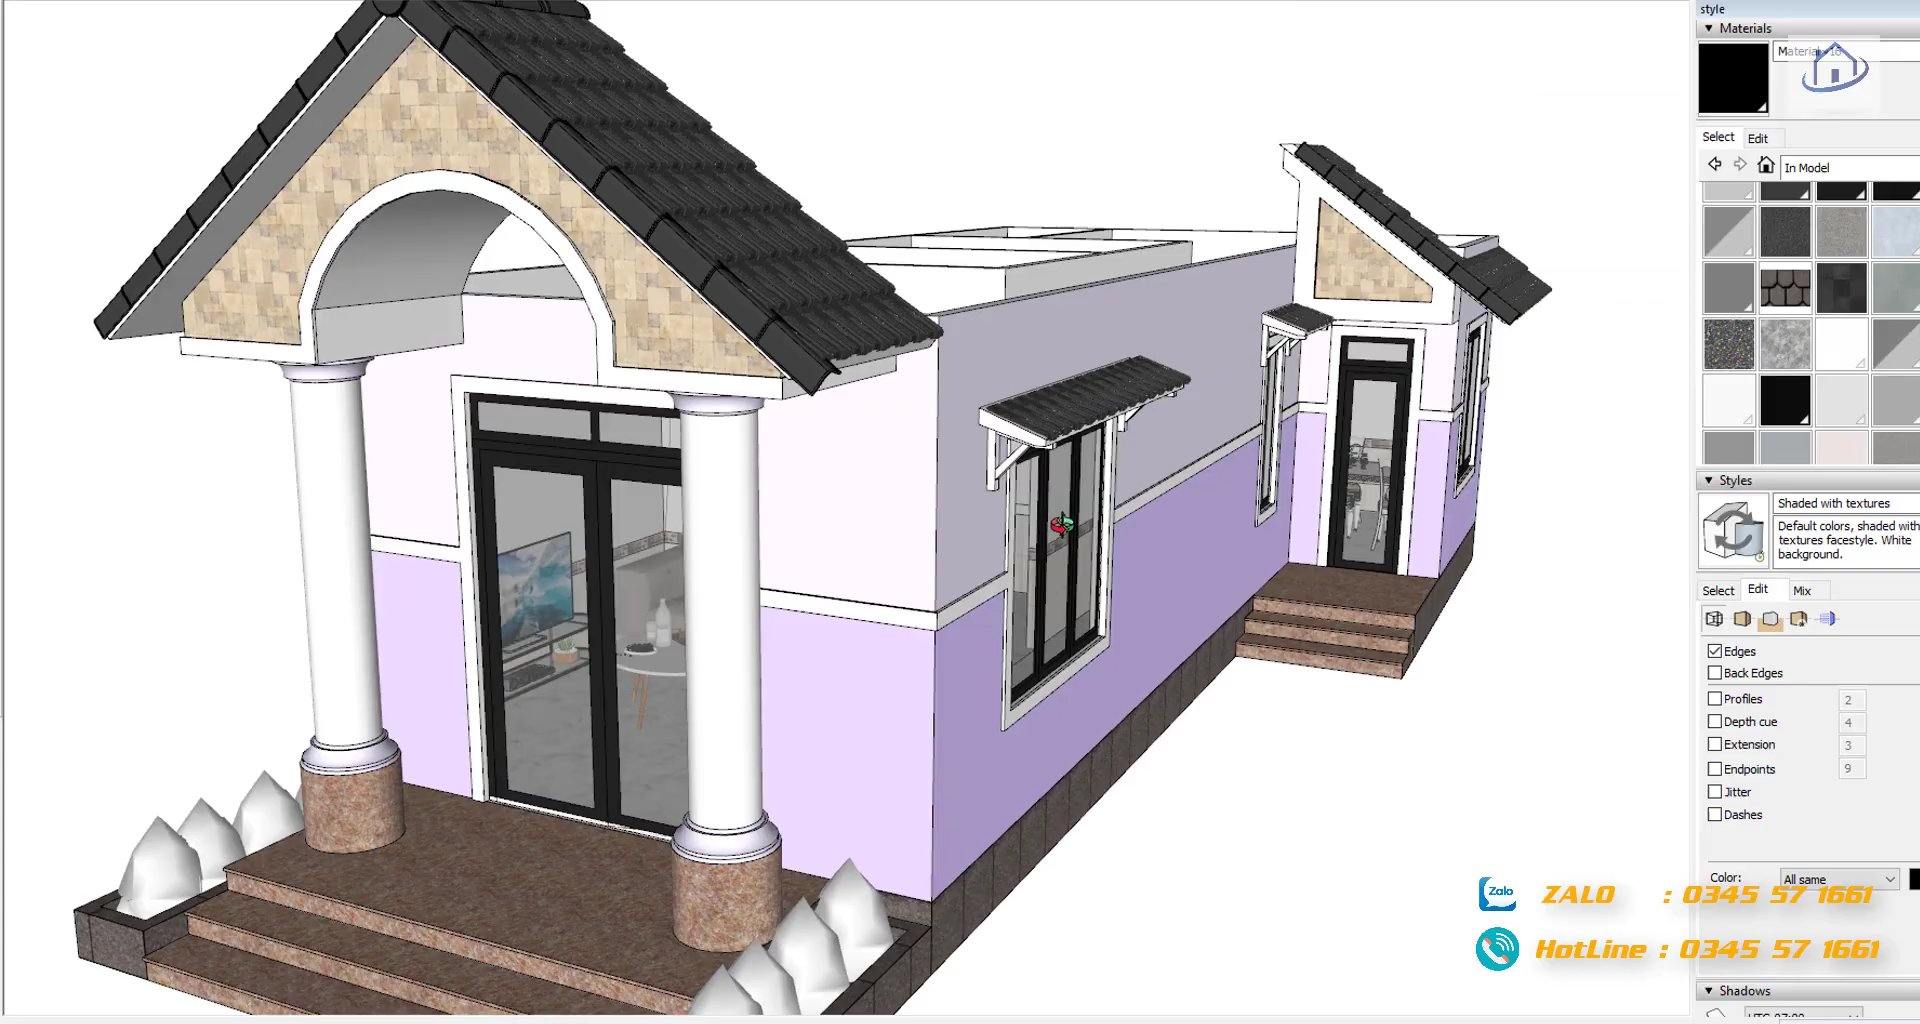 style
Materials
Material
Select
Edit
In Model
Styles
Shaded with textures
Default colors, shaded with
textures facestyle. White
background.
Select
Edit
Mix
Edges
Back Edges
Profiles
2
Depth cue
4
Extension
3
Endpoints
9
Jitter
Dashes
Color:
All same
Zalo
ZALO : 0345 57 1661
HotLine : 0345 57 1661
Shadows